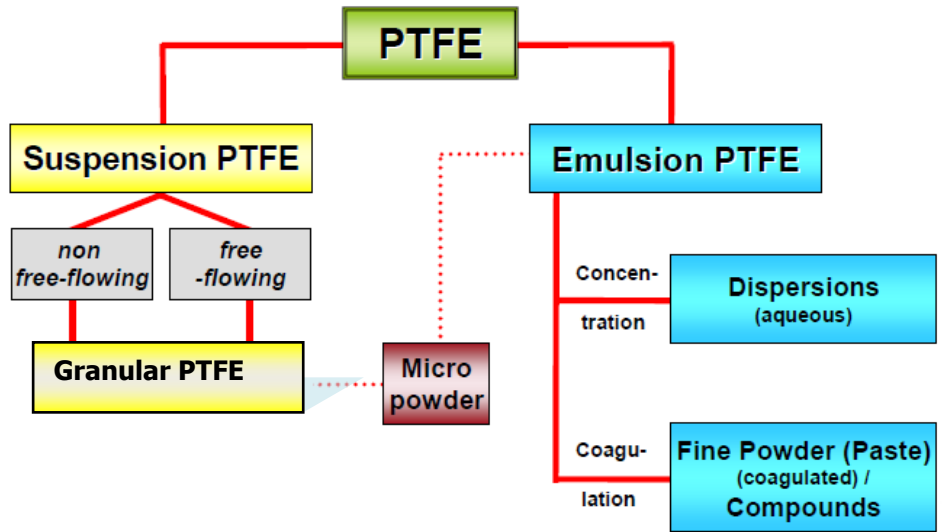 PTFE
Suspension PTFE
Emulsion PTFE
non
free-flowing
free
-flowing
Granular PTFE
Micro
powder
Concen-
tration
Dispersions
(aqueous)
Coagu-
lation
Fine Powder (Paste)
(coagulated) /
Compounds